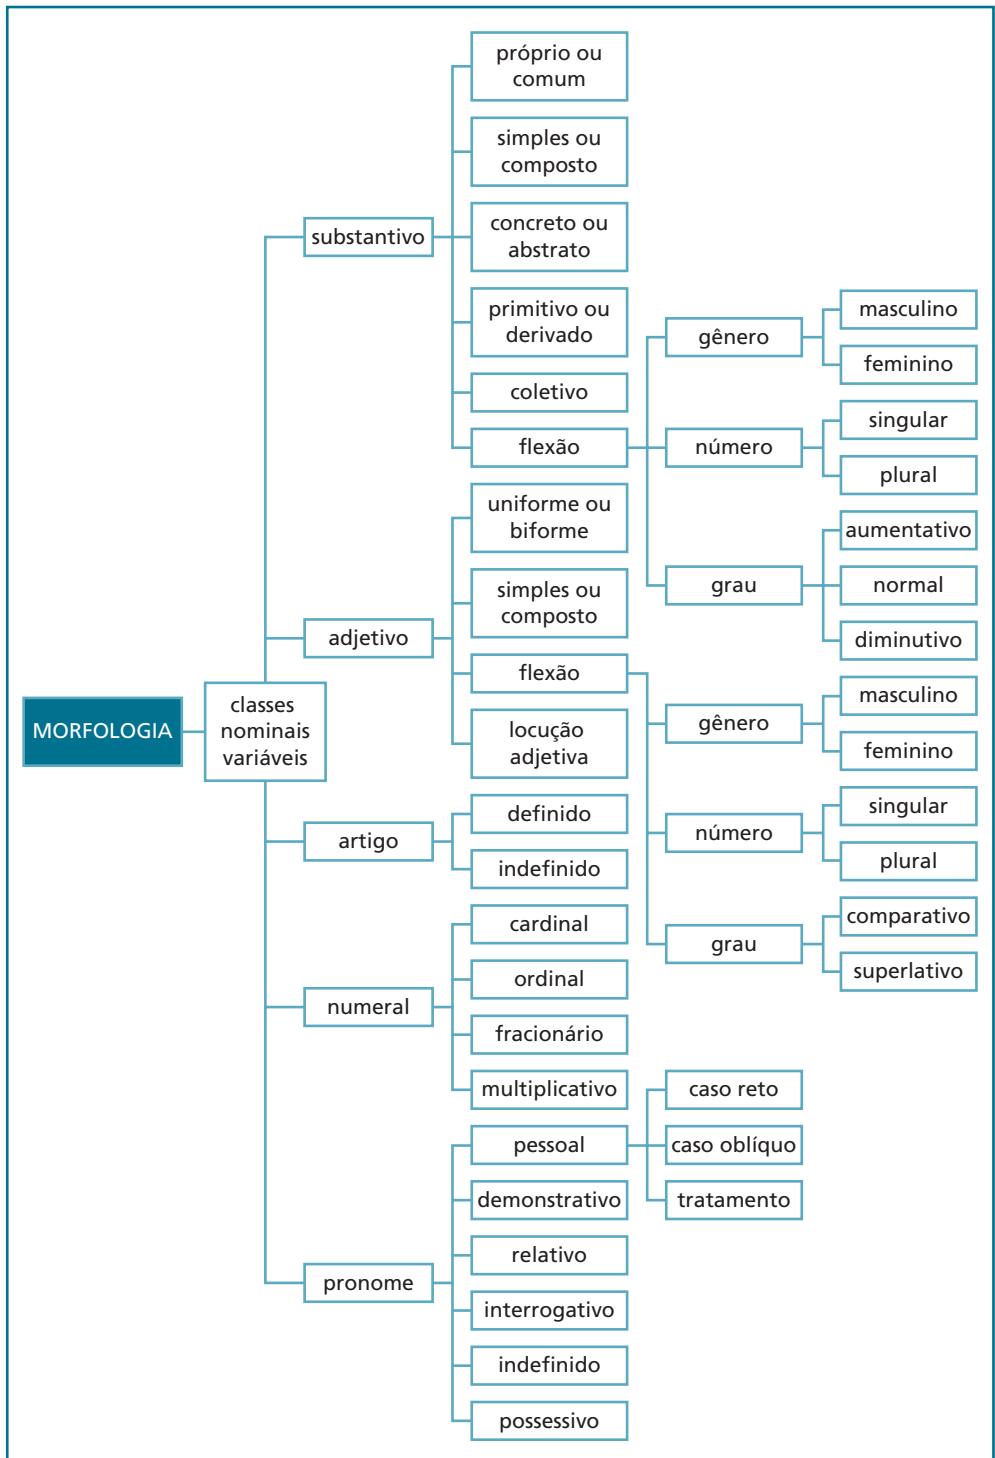 MORFOLOGIA
classes
nominais
variáveis
substantivo
próprio ou
comum
simples ou
composto
concreto ou
abstrato
primitivo ou
derivado
coletivo
flexão
gênero
masculino
feminino
número
singular
plural
grau
aumentativo
normal
diminutivo
adjetivo
uniforme ou
biforme
simples ou
composto
flexão
gênero
masculino
feminino
número
singular
plural
grau
comparativo
superlativo
locução
adjetiva
artigo
definido
indefinido
numeral
cardinal
ordinal
fracionário
multiplicativo
pronome
pessoal
caso reto
caso oblíquo
tratamento
demonstrativo
relativo
interrogativo
indefinido
possessivo